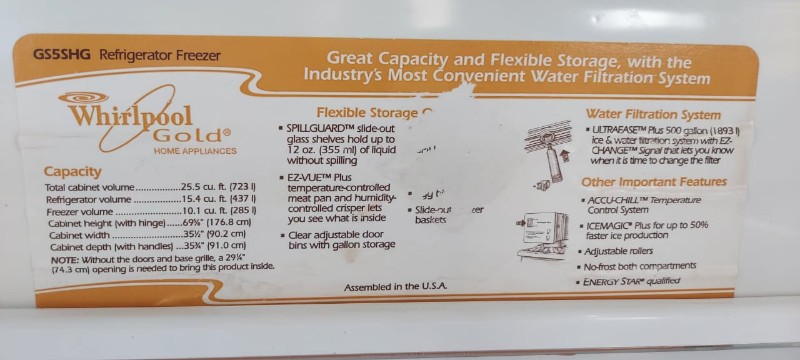 GS5SHG Refrigerator Freezer
Great Capacity and Flexible Storage, with the
Industry's Most Convenient Water Filtration System
Whirlpool
Gold®
HOME APPLIANCES
Capacity
Total cabinet volume................25.5 cu. ft. (723 l)
Refrigerator volume................15.4 cu. ft. (437 l)
Freezer volume ......................10.1 cu. ft. (285 l)
Cabinet height (with hinge)......69⅝" (176.8 cm)
Cabinet width .........................35½" (90.2 cm)
Cabinet depth (with handles) ...35¾" (91.0 cm)
NOTE: Without the doors and base grille, a 29¼"
(74.3 cm) opening is needed to bring this product inside.
Flexible Storage
▪ SPILLGUARD™ slide-out
glass shelves hold up to
12 oz. (355 ml) of liquid
without spilling
▪ EZ-VUE™ Plus
temperature-controlled
meat pan and humidity-
controlled crisper lets
you see what is inside
▪ Clear adjustable door
bins with gallon storage
▪ Slide-out
baskets
Assembled in the U.S.A.
Water Filtration System
▪ ULTRAEASE™ Plus 500 gallon (1893 l)
ice & water filtration system with EZ-
CHANGE™ Signal that lets you know
when it is time to change the filter
Other Important Features
▪ ACCU-CHILL™ Temperature
Control System
▪ ICEMAGIC® Plus for up to 50%
faster ice production
▪ Adjustable rollers
▪ No-frost both compartments
▪ ENERGY STAR® qualified